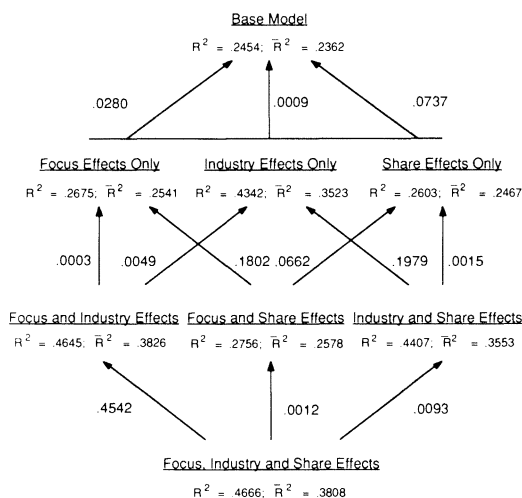 Base Model
R² = .2454; R̄² = .2362
.0280 .0009 .0737
Focus Effects Only Industry Effects Only Share Effects Only
R² = .2675; R̄² = .2541 R² = .4342; R̄² = .3523 R² = .2603; R̄² = .2467
.0003 .0049 .1802 .0662 .1979 .0015
Focus and Industry Effects Focus and Share Effects Industry and Share Effects
R² = .4645; R̄² = .3826 R² = .2756; R̄² = .2578 R² = .4407; R̄² = .3553
.4542 .0012 .0093
Focus, Industry and Share Effects
R² = .4666; R̄² = .3808